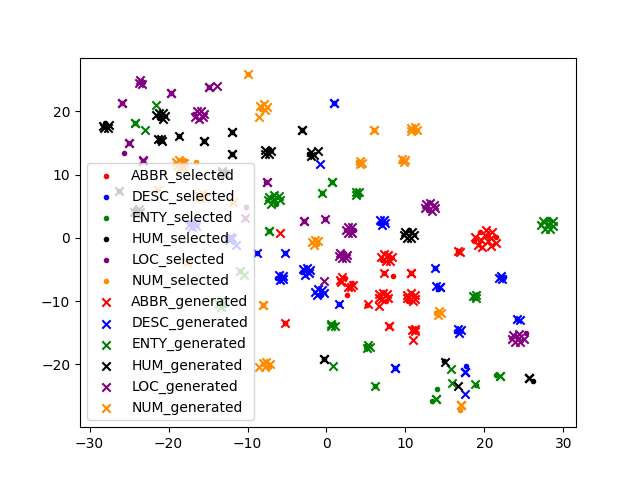 20
10
0
−10
−20
ABBR_selected
DESC_selected
ENTY_selected
HUM_selected
LOC_selected
NUM_selected
ABBR_generated
DESC_generated
ENTY_generated
HUM_generated
LOC_generated
NUM_generated
−30 −20 −10 0 10 20 30